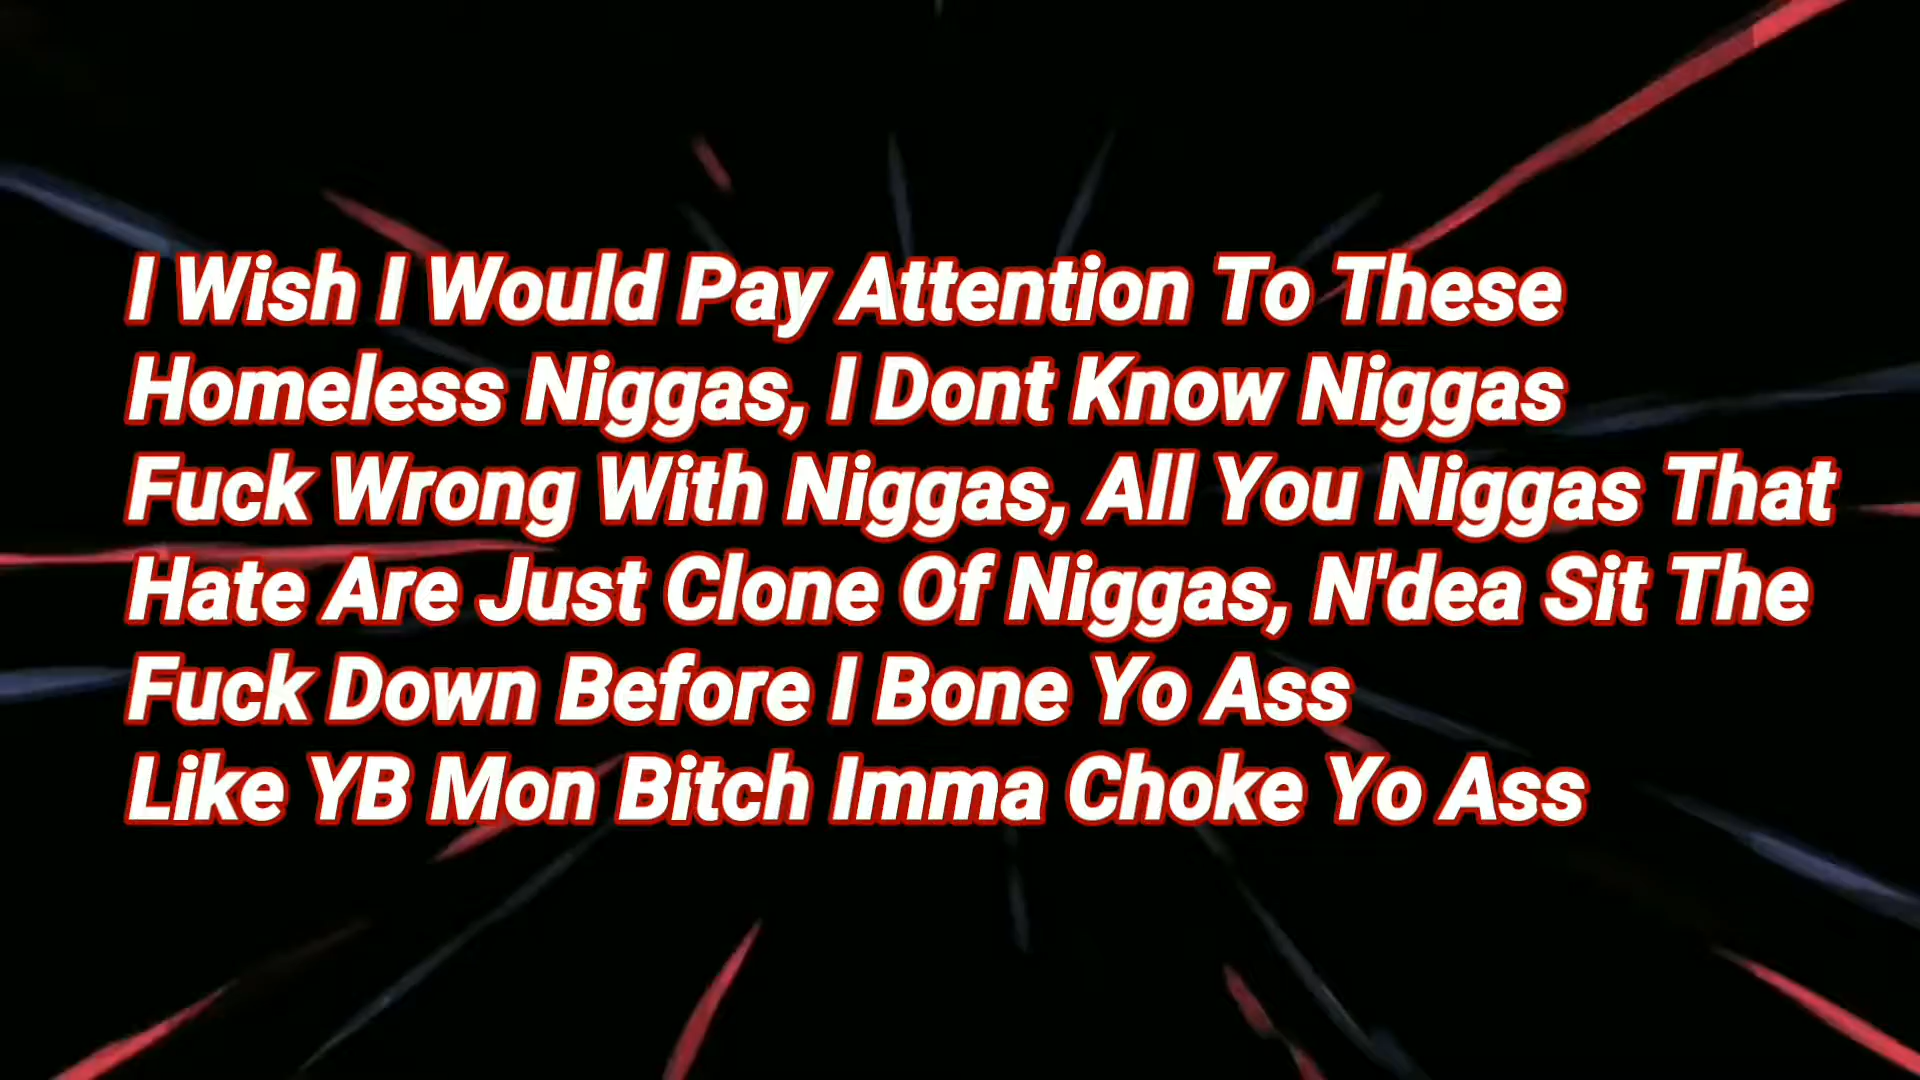 I Wish I Would Pay Attention To These
Homeless Niggas, I Dont Know Niggas
Fuck Wrong With Niggas, All You Niggas That
Hate Are Just Clone Of Niggas, N'dea Sit The
Fuck Down Before I Bone Yo Ass
Like YB Mon Bitch Imma Choke Yo Ass